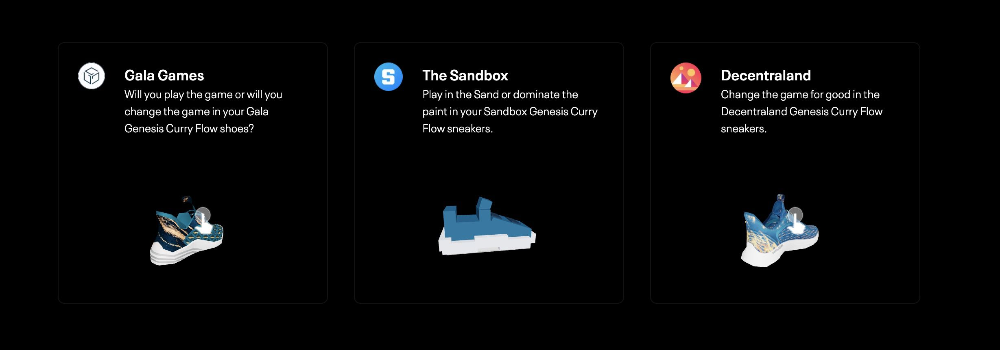 Gala Games
Will you play the game or will you
change the game in your Gala
Genesis Curry Flow shoes?
S
The Sandbox
Play in the Sand or dominate the
paint in your Sandbox Genesis Curry
Flow sneakers.
Decentraland
Change the game for good in the
Decentraland Genesis Curry Flow
sneakers.